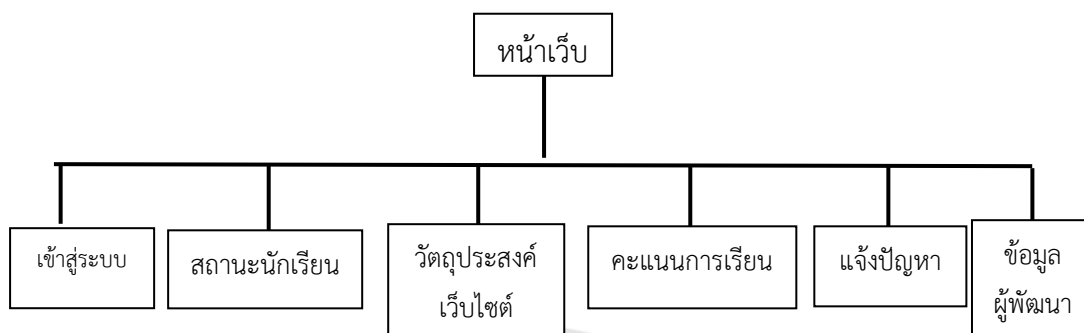 หน้าเว็บ
เข้าสู่ระบบ
สถานะนักเรียน
วัตถุประสงค์
เว็บไซต์
คะแนนการเรียน
แจ้งปัญหา
ข้อมูล
ผู้พัฒนา